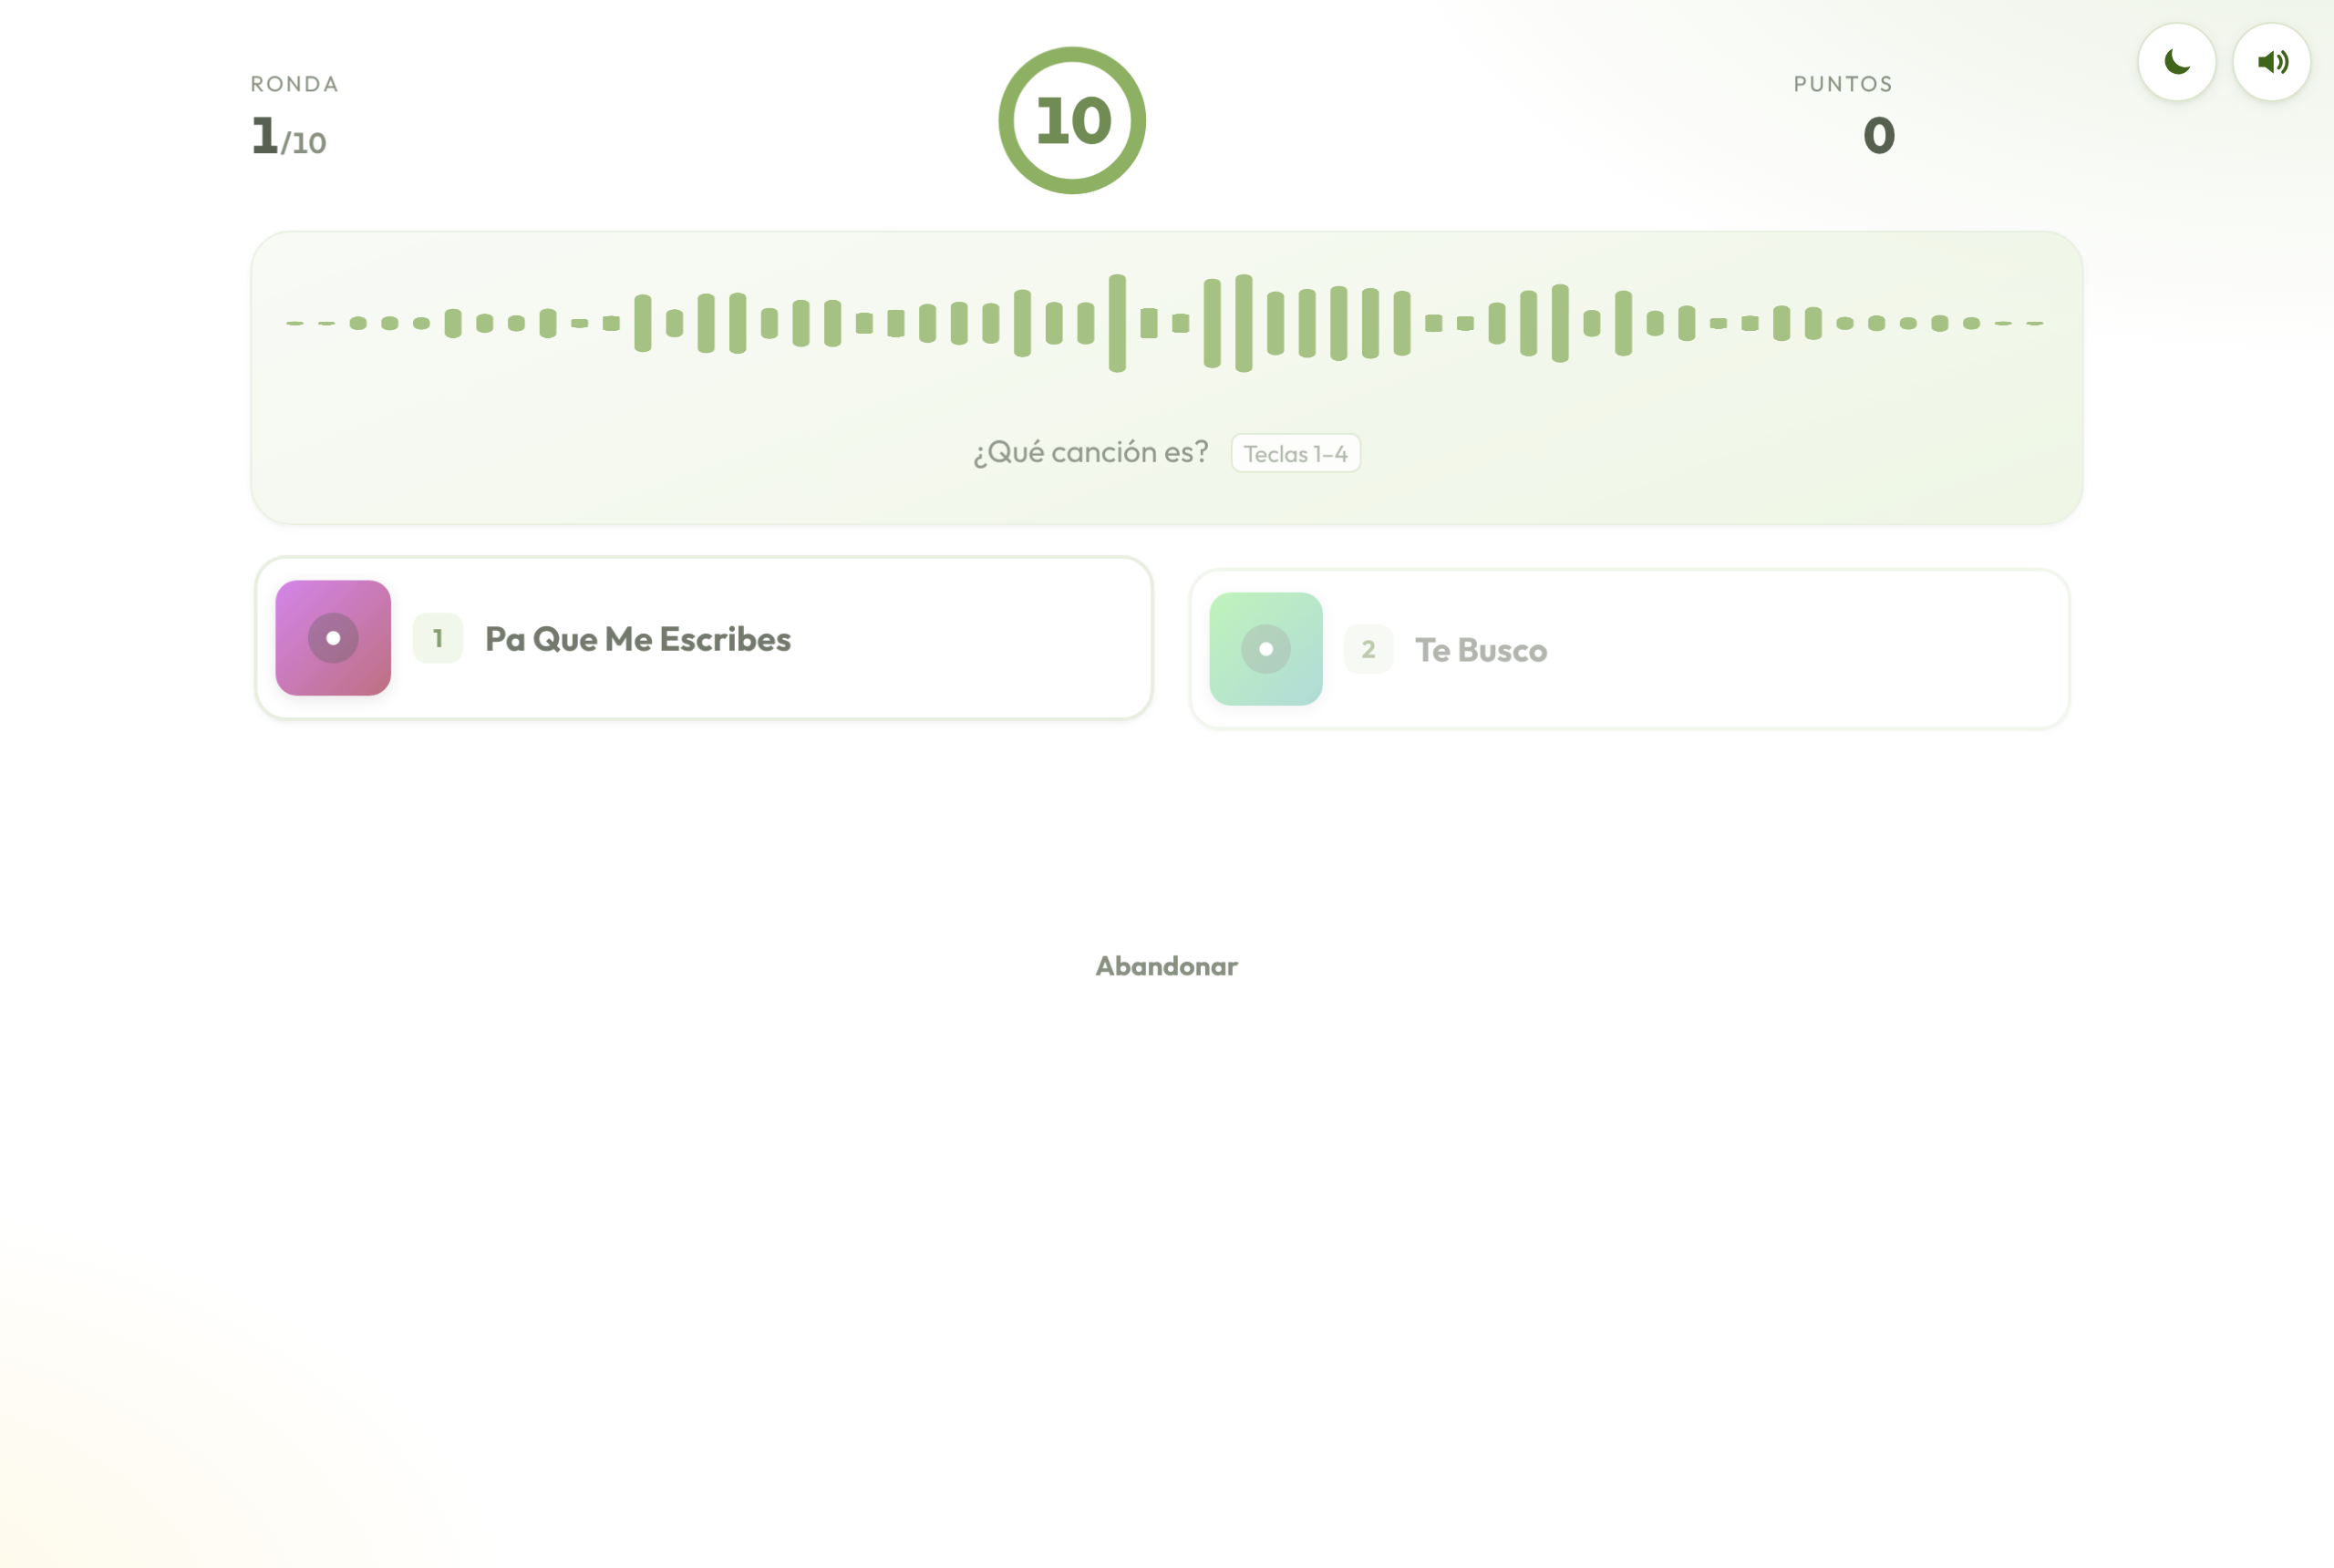 RONDA
1/10
10
PUNTOS
0
¿Qué canción es? Teclas 1–4
1 Pa Que Me Escribes
2 Te Busco
Abandonar